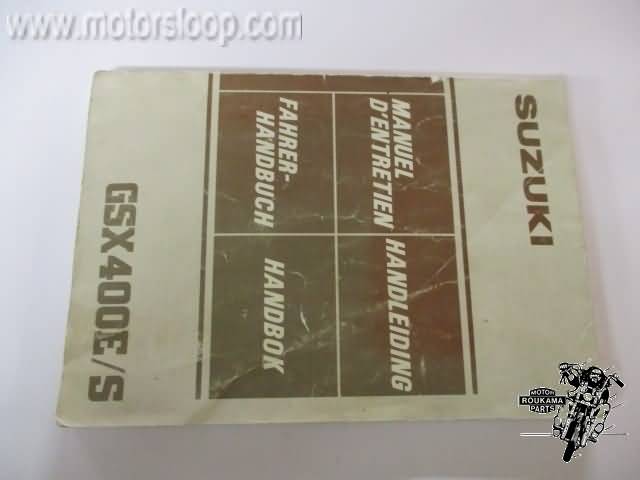 www.motorsloop.com
SUZUKI
MANUEL
D'ENTRETIEN
HANDLEIDING
FAHRER-
HANDBUCH
HANDBOK
GSX400E/S
MOTOR
ROUKAMA
PARTS